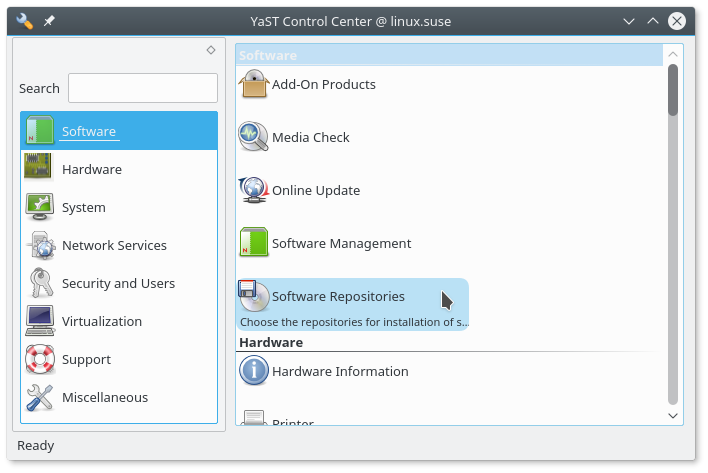 YaST Control Center @ linux.suse
Search
Software
Hardware
System
Network Services
Security and Users
Virtualization
Support
Miscellaneous
Software
Add-On Products
Media Check
Online Update
Software Management
Software Repositories
Choose the repositories for installation of s...
Hardware
Hardware Information
Printer
Ready